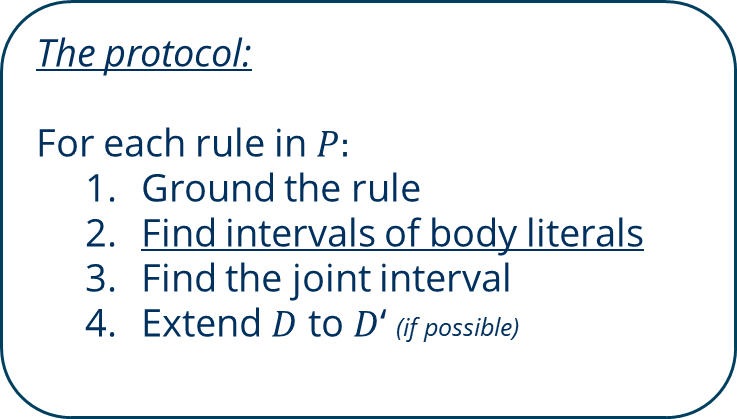 The protocol:
For each rule in P:
1. Ground the rule
2. Find intervals of body literals
3. Find the joint interval
4. Extend D to D‘ (if possible)